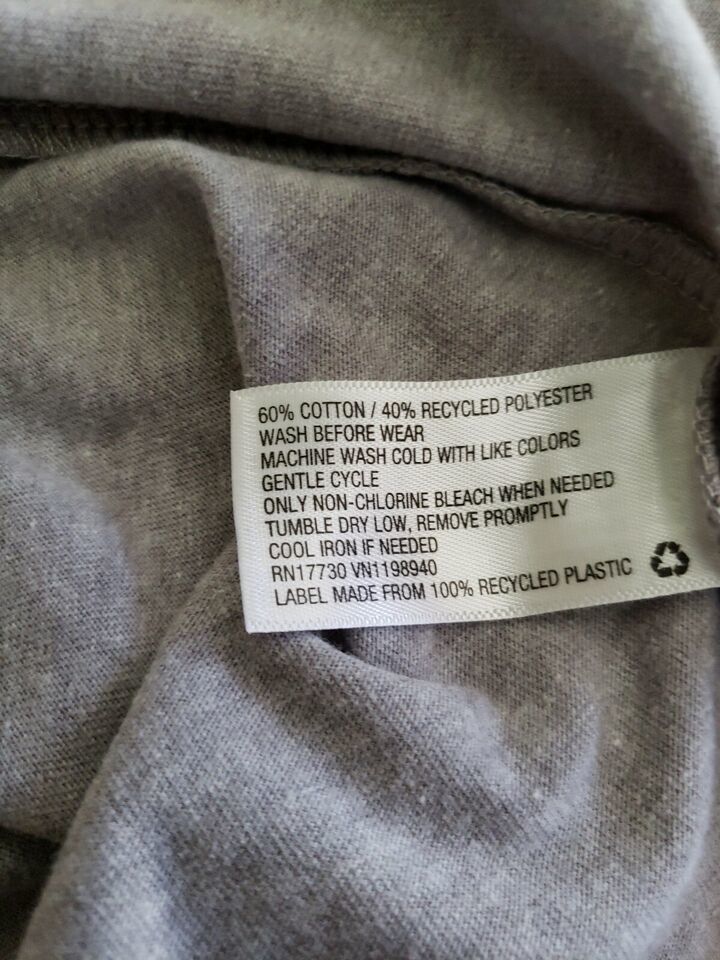 60% COTTON / 40% RECYCLED POLYESTER
WASH BEFORE WEAR
MACHINE WASH COLD WITH LIKE COLORS
GENTLE CYCLE
ONLY NON-CHLORINE BLEACH WHEN NEEDED
TUMBLE DRY LOW, REMOVE PROMPTLY
COOL IRON IF NEEDED
RN17730 VN1198940
LABEL MADE FROM 100% RECYCLED PLASTIC